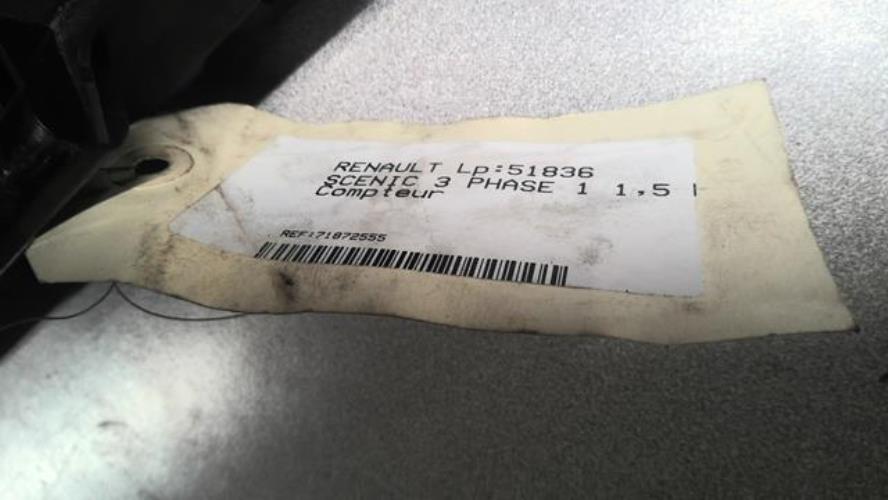 RENAULT Lp:51836
SCENIC 3 PHASE 1 1,5
Compteur
REF:71872555